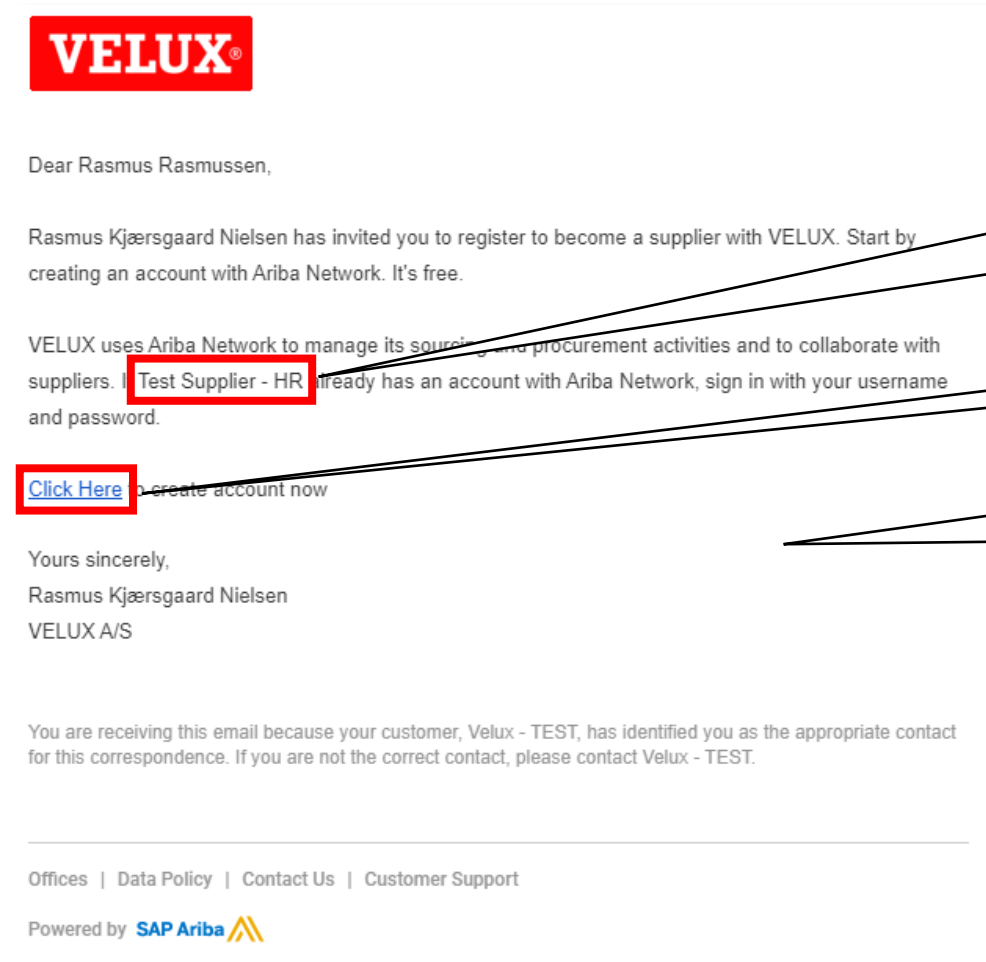 VELUX®
Dear Rasmus Rasmussen,
Rasmus Kjærsgaard Nielsen has invited you to register to become a supplier with VELUX. Start by
creating an account with Ariba Network. It's free.
VELUX uses Ariba Network to manage its sourcing and procurement activities and to collaborate with
suppliers. I Test Supplier - HR already has an account with Ariba Network, sign in with your username
and password.
Click Here to create account now
Yours sincerely,
Rasmus Kjærsgaard Nielsen
VELUX A/S
You are receiving this email because your customer, Velux - TEST, has identified you as the appropriate contact
for this correspondence. If you are not the correct contact, please contact Velux - TEST.
Offices | Data Policy | Contact Us | Customer Support
Powered by SAP Ariba